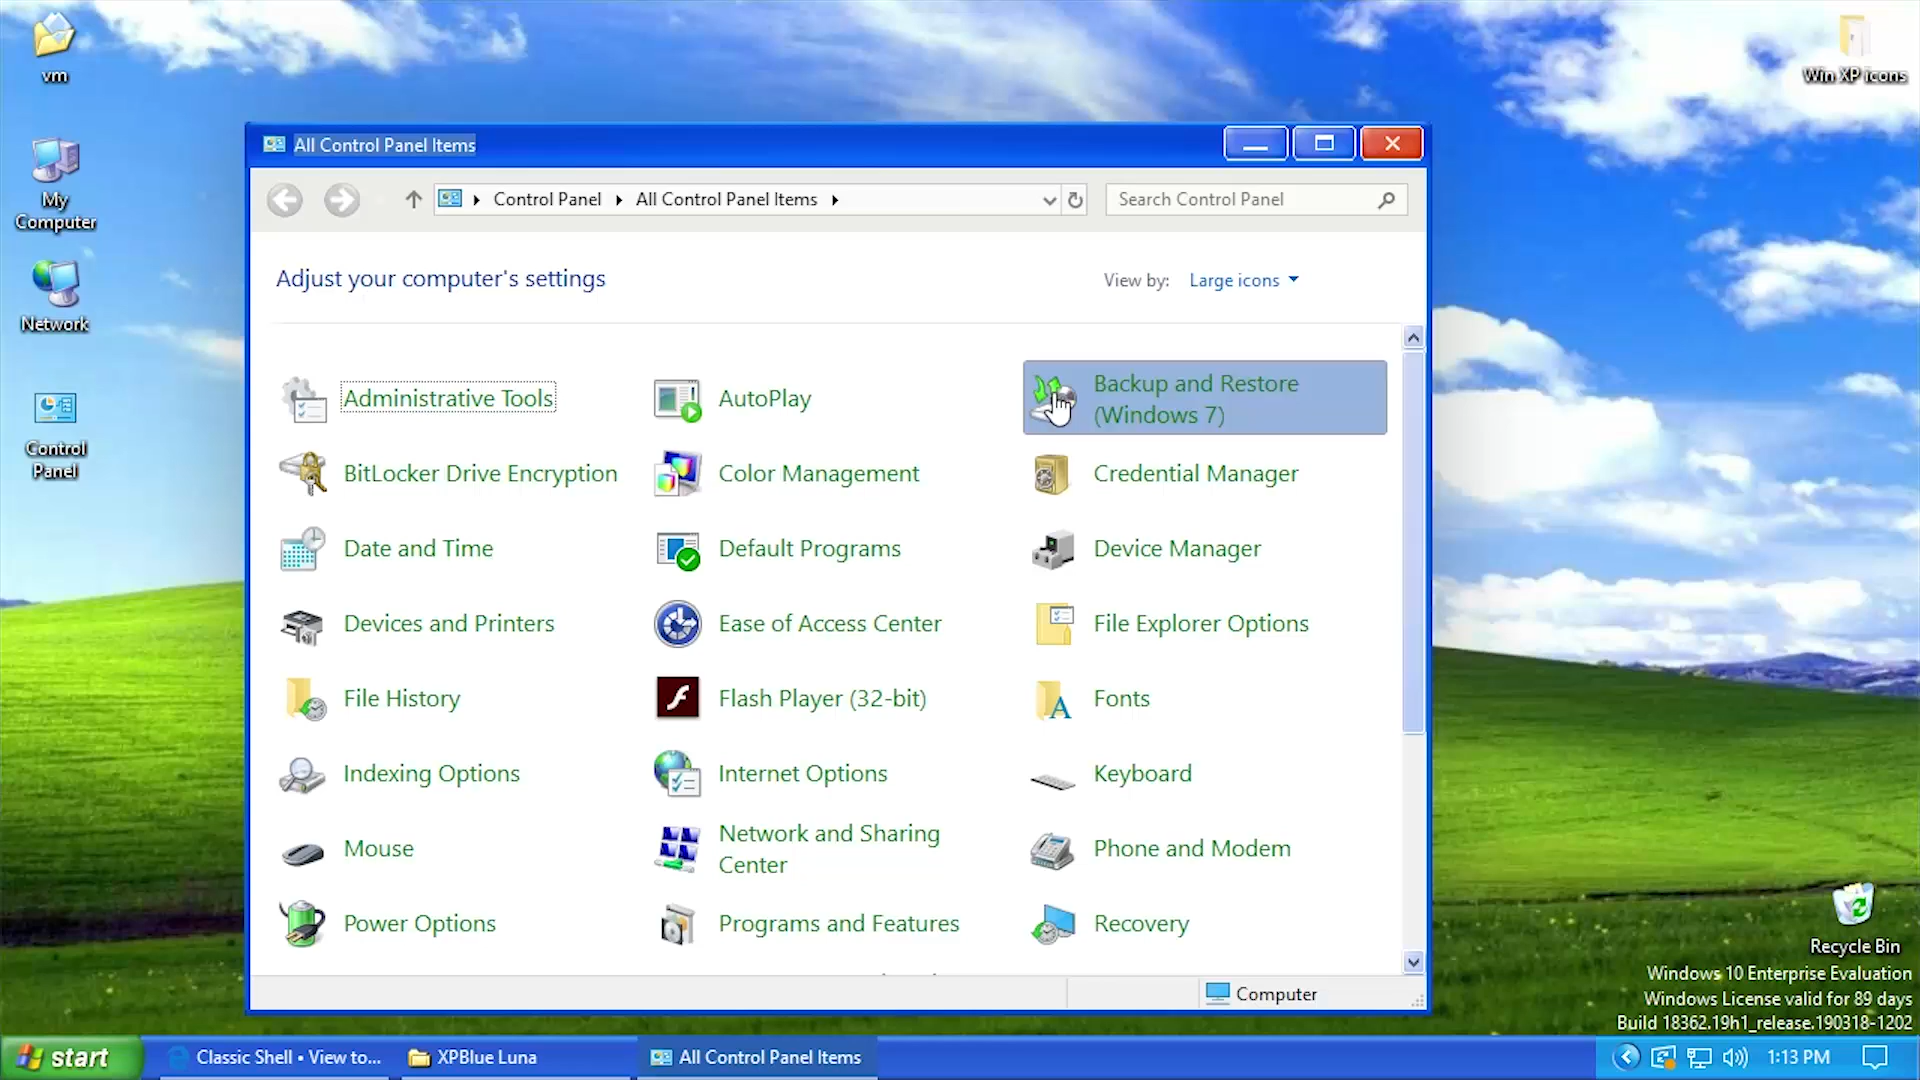 vm
Win XP icons
My
Computer
Network
Control
Panel
All Control Panel Items
Control Panel
All Control Panel Items
Search Control Panel
Adjust your computer's settings
View by:
Large icons
Administrative Tools
AutoPlay
Backup and Restore
(Windows 7)
BitLocker Drive Encryption
Color Management
Credential Manager
Date and Time
Default Programs
Device Manager
Devices and Printers
Ease of Access Center
File Explorer Options
File History
Flash Player (32-bit)
Fonts
Indexing Options
Internet Options
Keyboard
Mouse
Network and Sharing
Center
Phone and Modem
Power Options
Programs and Features
Recovery
Computer
Recycle Bin
Windows 10 Enterprise Evaluation
Windows License valid for 89 days
Build 18362.19h1_release.190318-1202
start
Classic Shell • View to...
XPBlue Luna
All Control Panel Items
1:13 PM